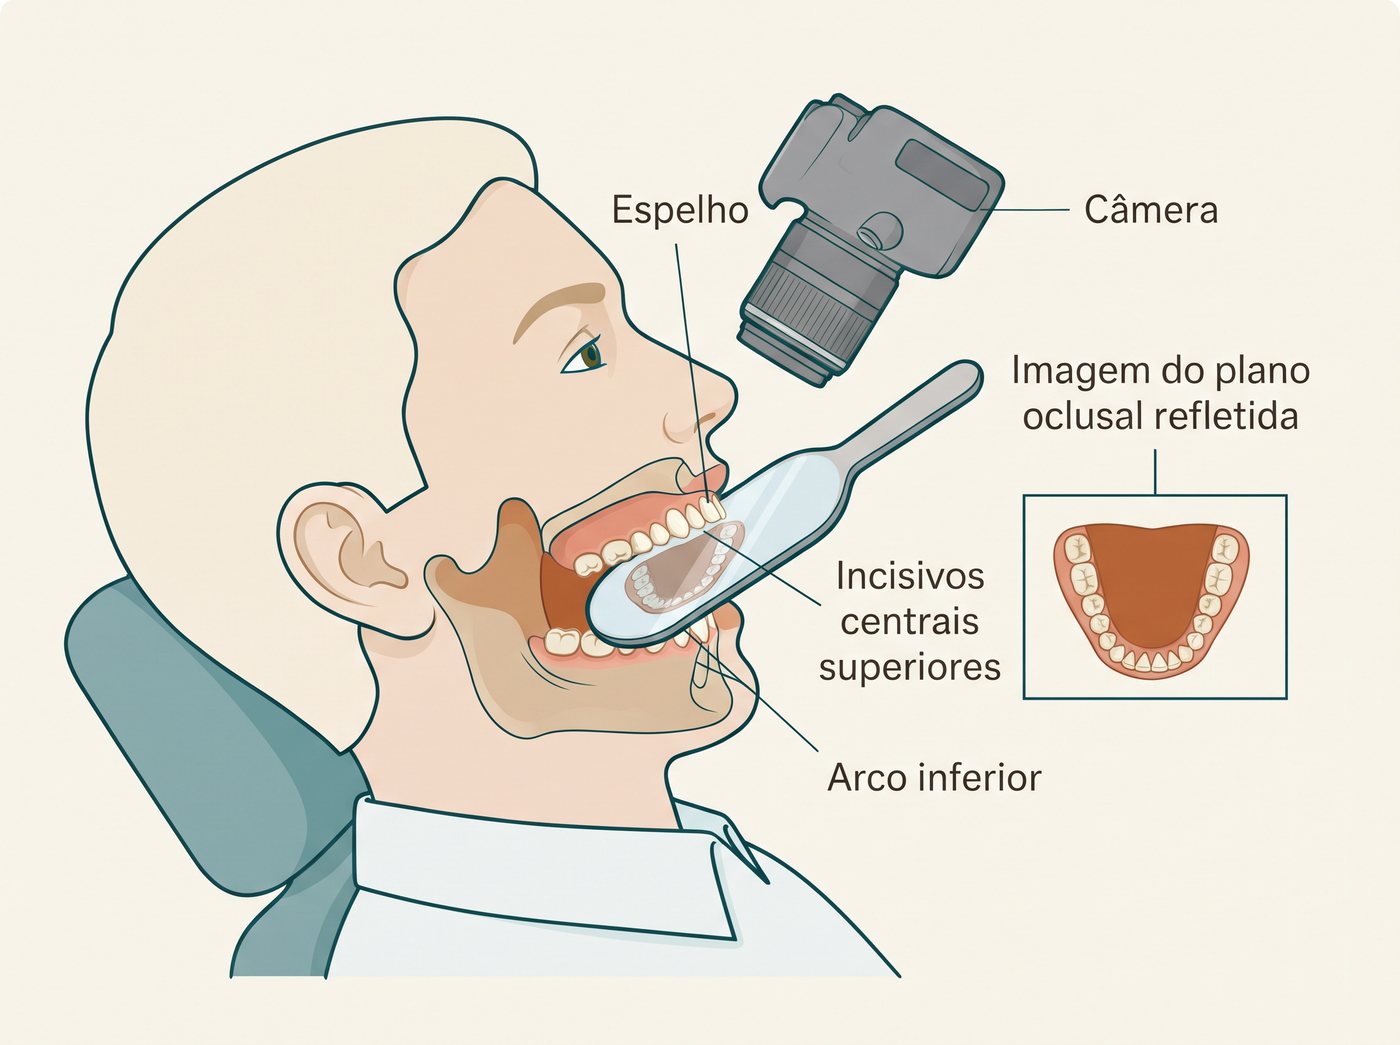 Espelho
Câmera
Imagem do plano
oclusal refletida
Incisivos
centrais
superiores
Arco inferior